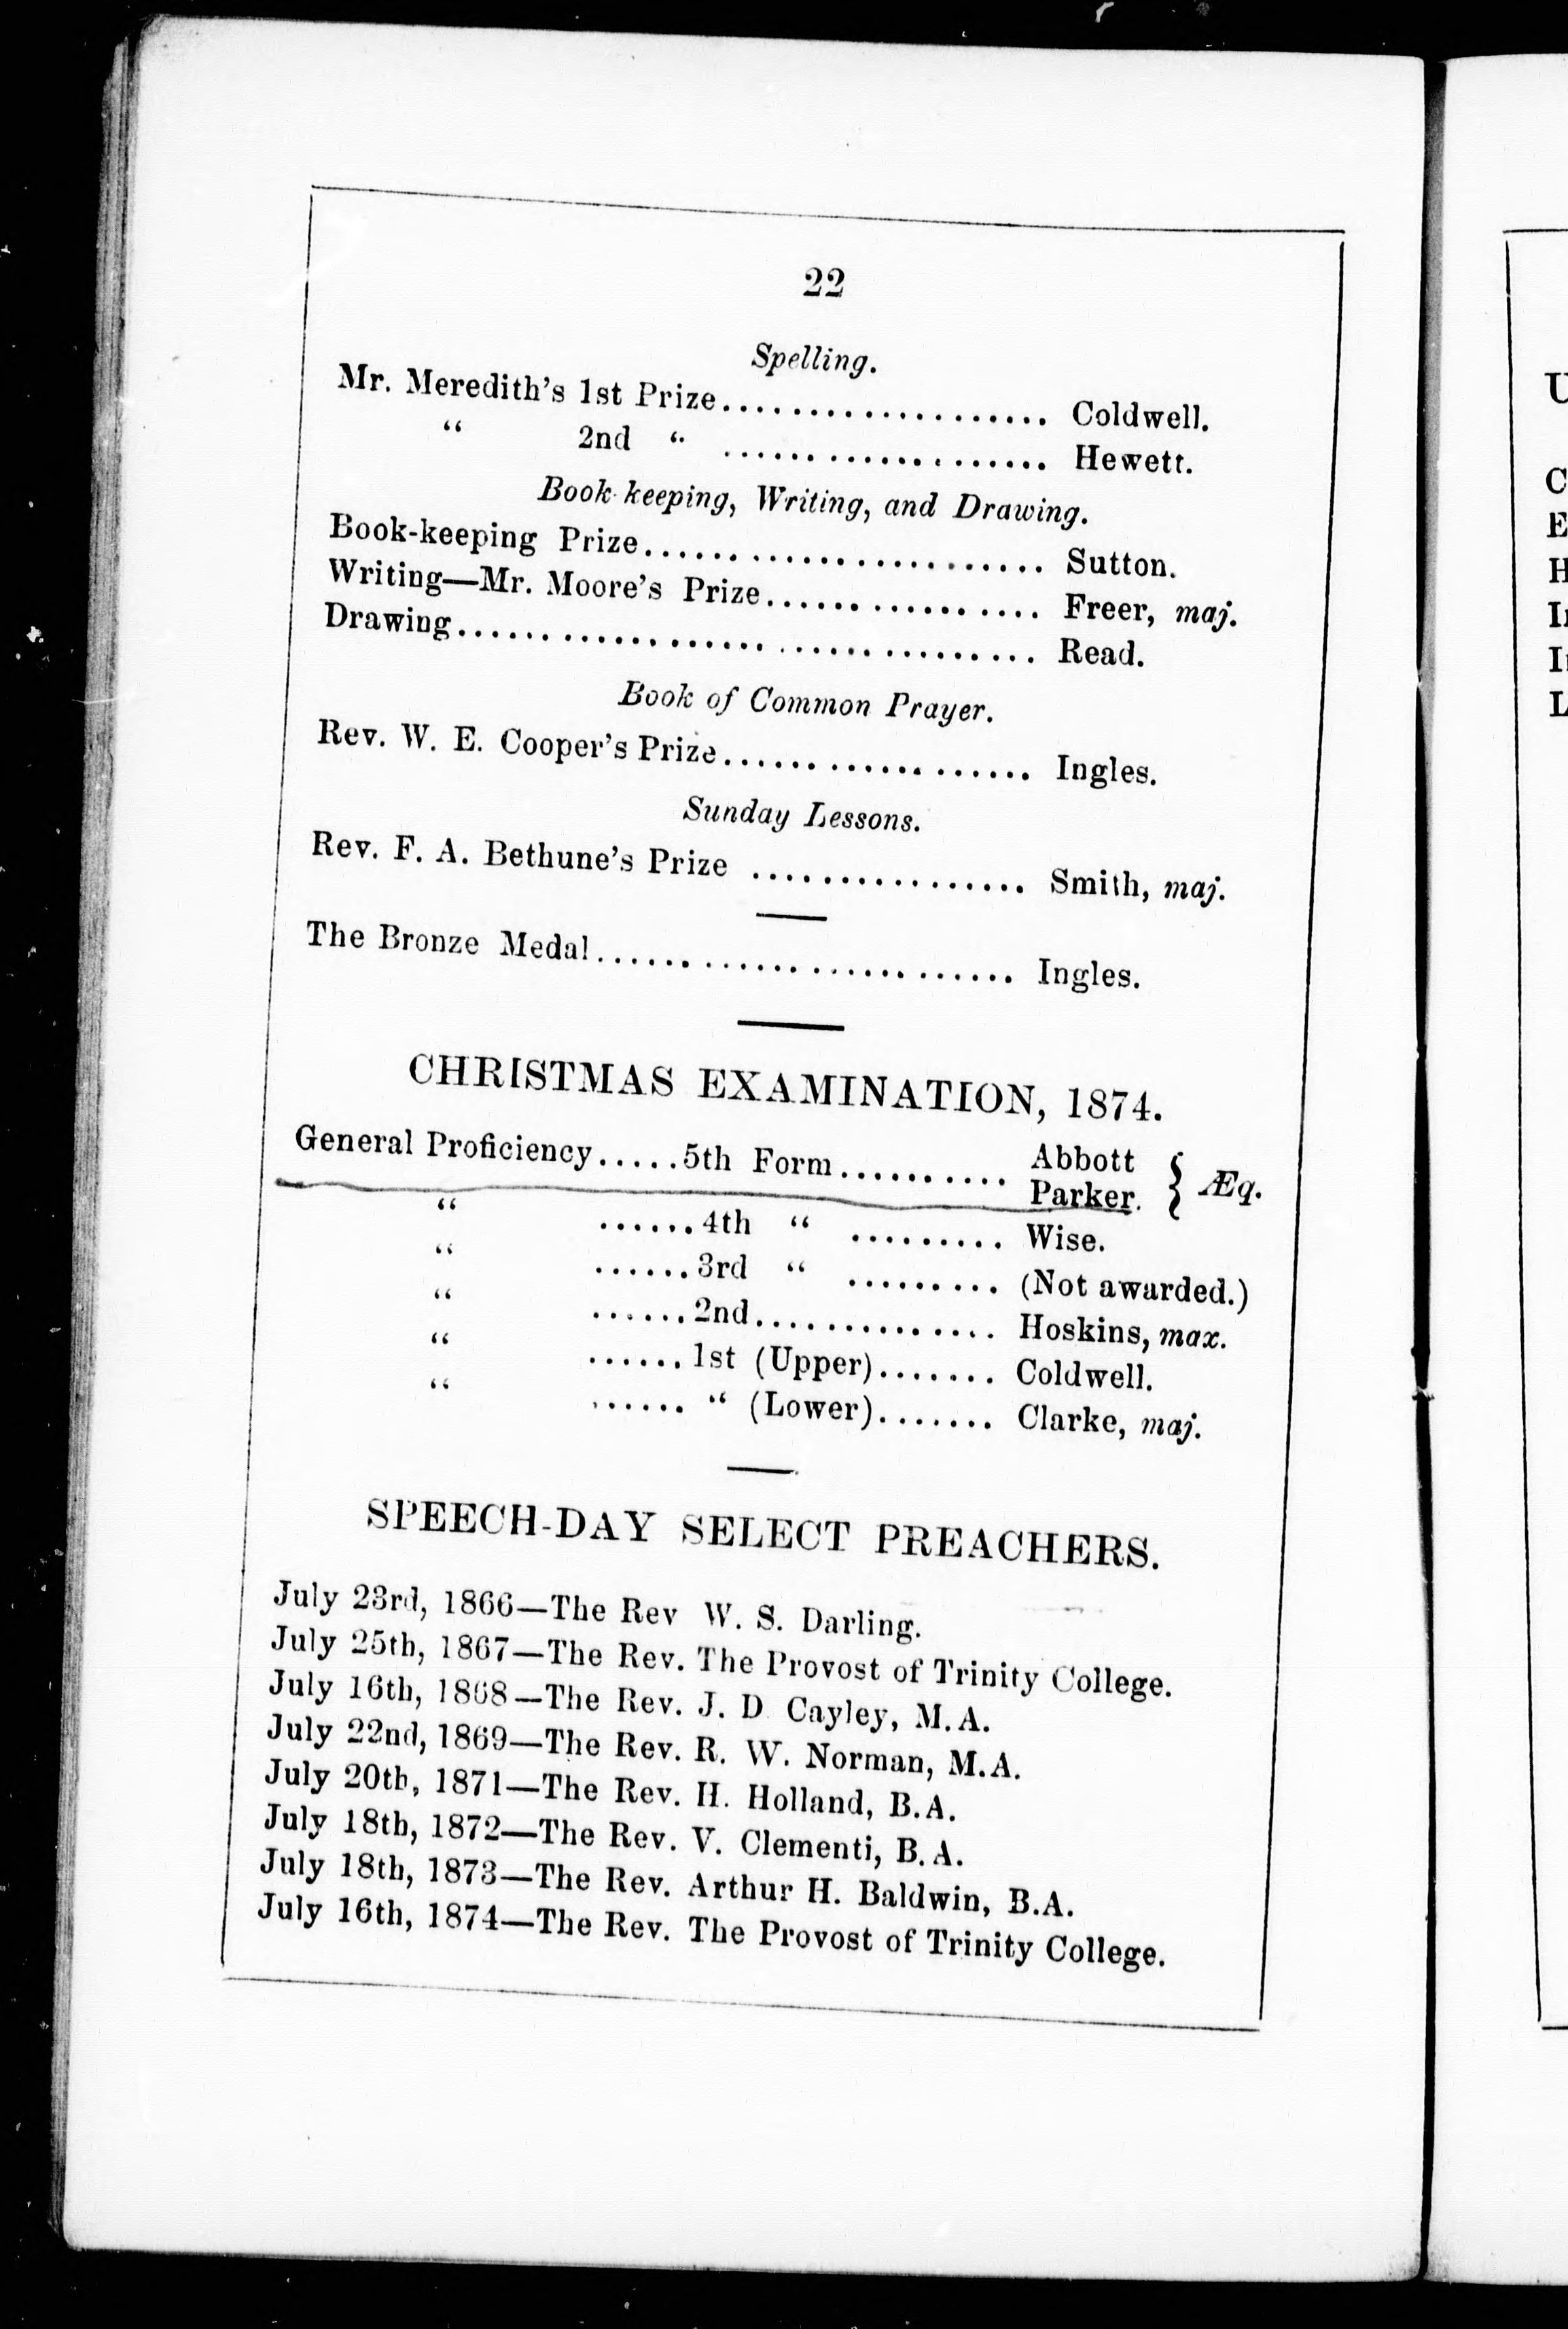 22
Spelling.
Mr. Meredith's 1st Prize.................... Coldwell.
" 2nd " .................... Hewett.
Book-keeping, Writing, and Drawing.
Book-keeping Prize........................ Sutton.
Writing—Mr. Moore's Prize................. Freer, maj.
Drawing................................... Read.
Book of Common Prayer.
Rev. W. E. Cooper's Prize.................. Ingles.
Sunday Lessons.
Rev. F. A. Bethune's Prize ................ Smith, maj.
The Bronze Medal........................ Ingles.
CHRISTMAS EXAMINATION, 1874.
General Proficiency.....5th Form.......... Abbott
Parker. } Æq.
" ......4th " ......... Wise.
" ......3rd " ......... (Not awarded.)
" ......2nd.............. Hoskins, max.
" ......1st (Upper)....... Coldwell.
" ...... " (Lower)....... Clarke, maj.
SPEECH-DAY SELECT PREACHERS.
July 23rd, 1866—The Rev W. S. Darling.
July 25th, 1867—The Rev. The Provost of Trinity College.
July 16th, 1868—The Rev. J. D Cayley, M.A.
July 22nd, 1869—The Rev. R. W. Norman, M.A.
July 20th, 1871—The Rev. H. Holland, B.A.
July 18th, 1872—The Rev. V. Clementi, B.A.
July 18th, 1873—The Rev. Arthur H. Baldwin, B.A.
July 16th, 1874—The Rev. The Provost of Trinity College.